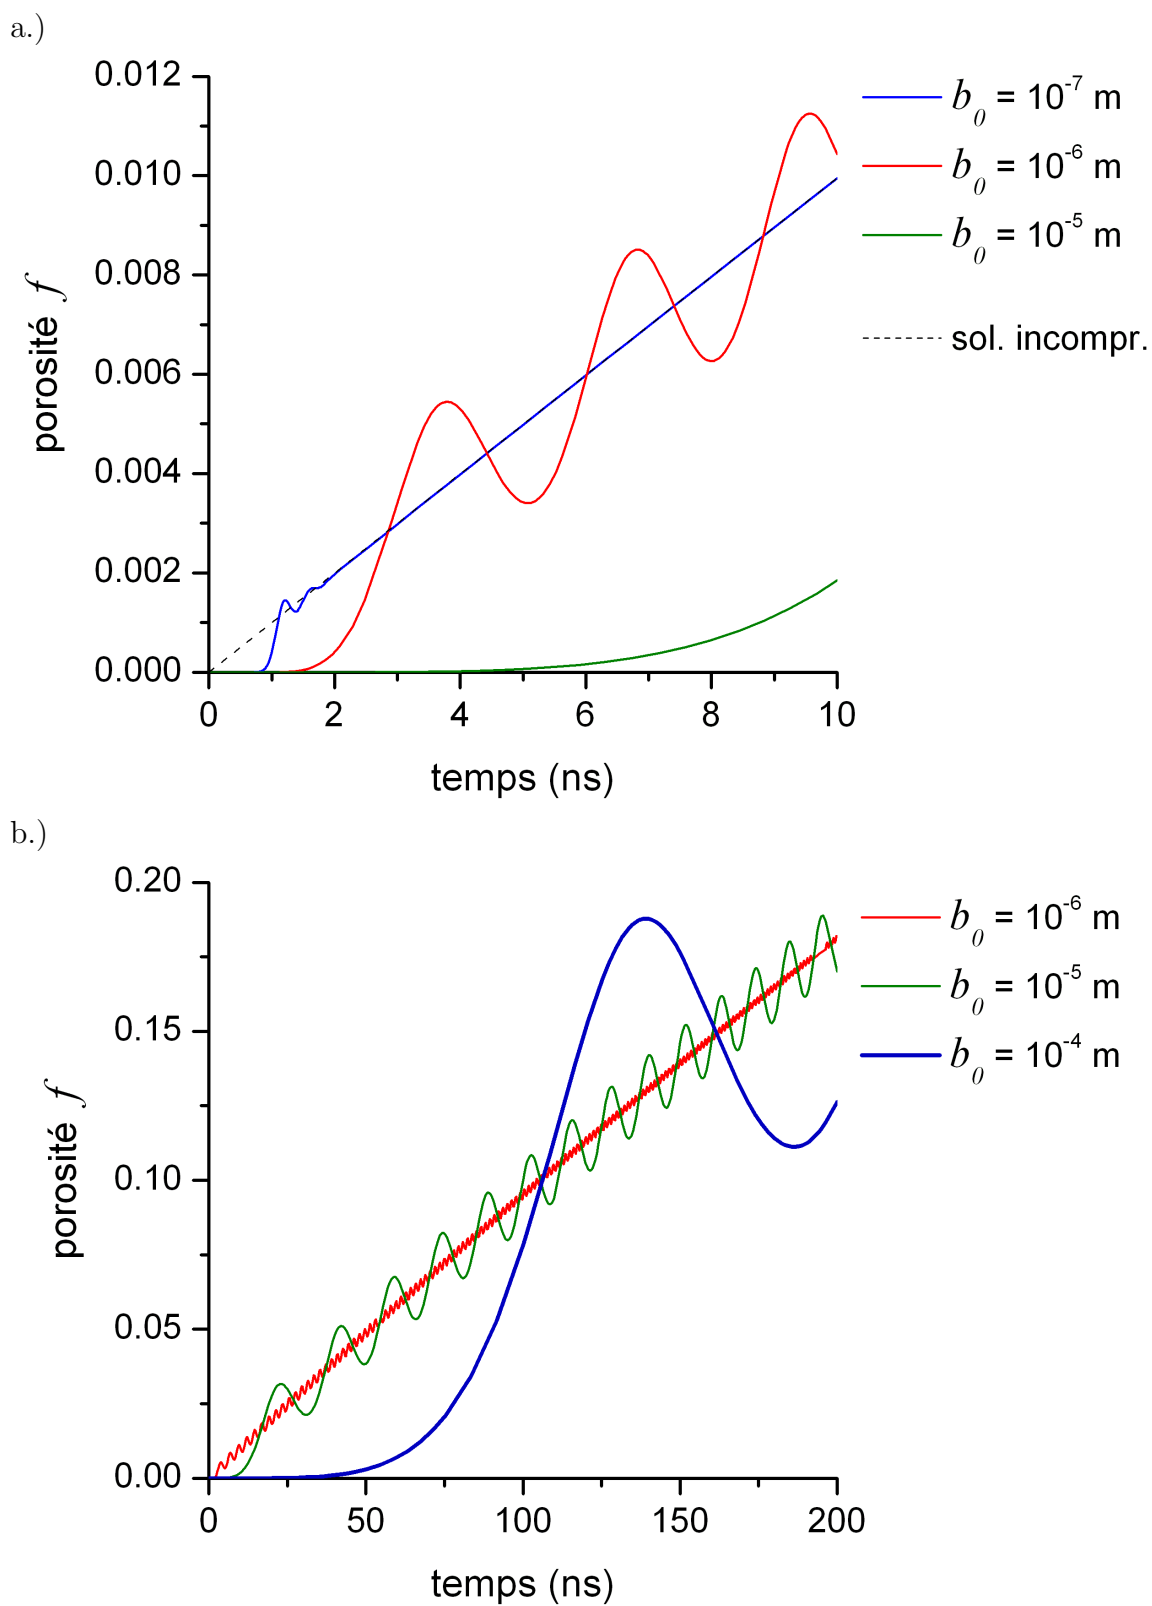 a.)
0.012
0.010
0.008
0.006
0.004
0.002
0.000
porosité f
0 2 4 6 8 10
temps (ns)
b₀ = 10⁻⁷ m
b₀ = 10⁻⁶ m
b₀ = 10⁻⁵ m
sol. incompr.
b.)
0.20
0.15
0.10
0.05
0.00
porosité f
0 50 100 150 200
temps (ns)
b₀ = 10⁻⁶ m
b₀ = 10⁻⁵ m
b₀ = 10⁻⁴ m